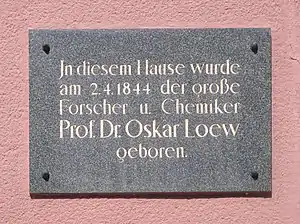 In diesem Hause wurde
am 2.4.1844 der große
Forscher u. Chemiker
Prof. Dr. Oskar Loew
geboren.